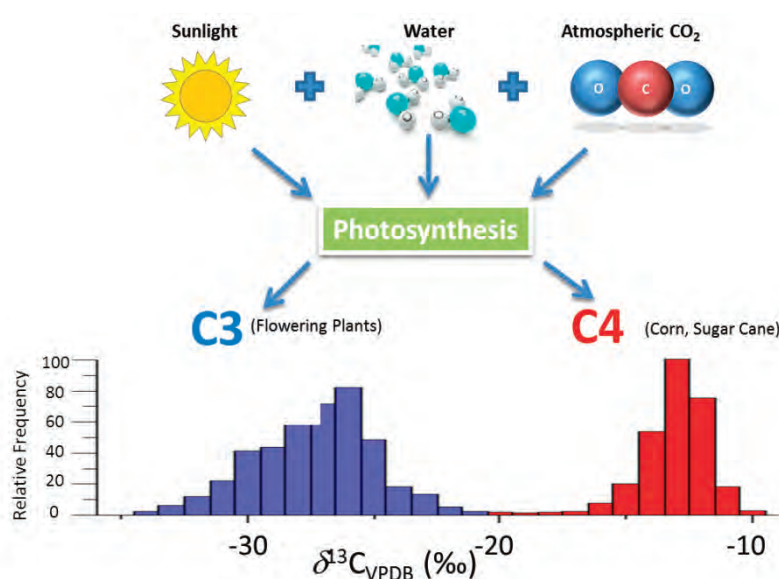 Sunlight
Water
Atmospheric CO₂
O C O
Photosynthesis
C3 (Flowering Plants)
C4 (Corn, Sugar Cane)
Relative Frequency
100
80
60
40
20
0
-30 -20 -10
δ¹³C_VPDB (‰)